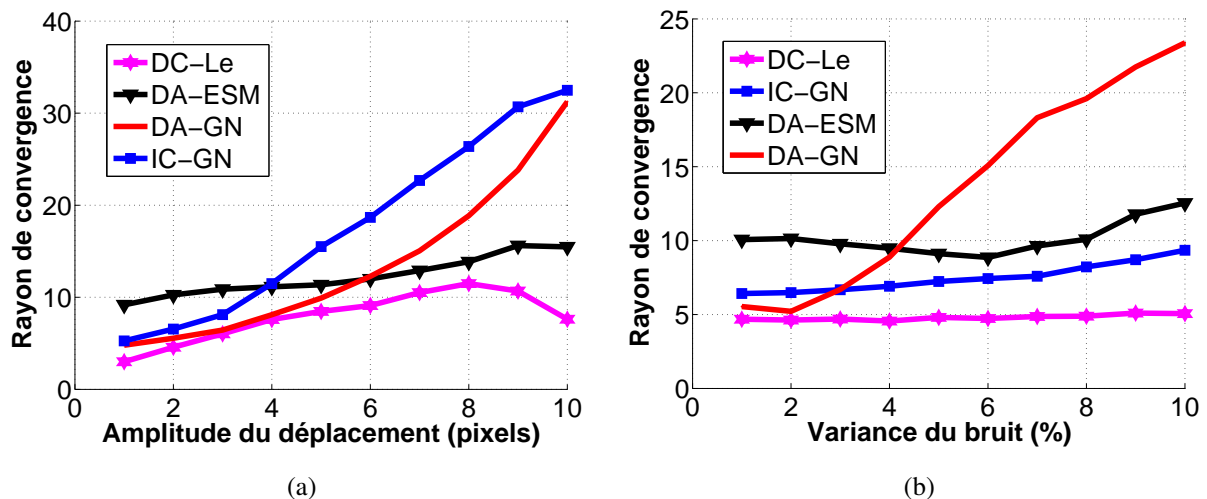 Rayon de convergence
40
30
20
10
0
DC-Le
DA-ESM
DA-GN
IC-GN
0 2 4 6 8 10
Amplitude du déplacement (pixels)
(a)
Rayon de convergence
25
20
15
10
5
0
DC-Le
IC-GN
DA-ESM
DA-GN
0 2 4 6 8 10
Variance du bruit (%)
(b)